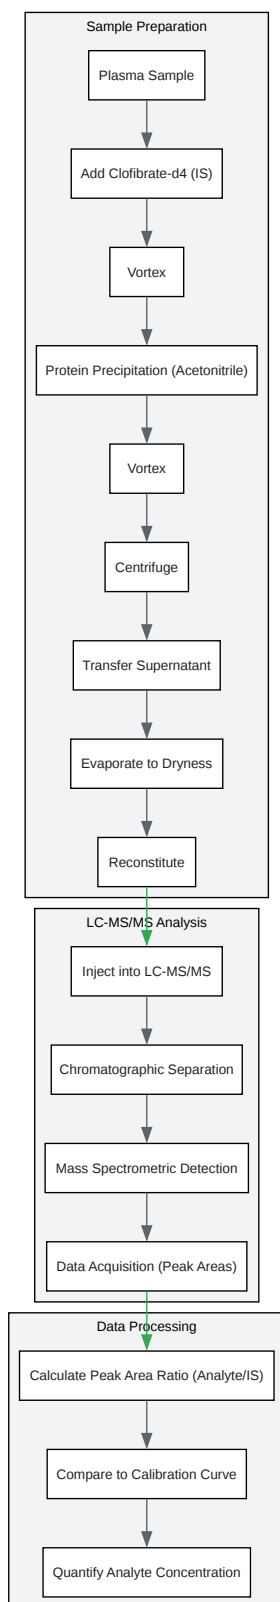 Sample Preparation
Plasma Sample
Add Clofibrate-d4 (IS)
Vortex
Protein Precipitation (Acetonitrile)
Vortex
Centrifuge
Transfer Supernatant
Evaporate to Dryness
Reconstitute
LC-MS/MS Analysis
Inject into LC-MS/MS
Chromatographic Separation
Mass Spectrometric Detection
Data Acquisition (Peak Areas)
Data Processing
Calculate Peak Area Ratio (Analyte/IS)
Compare to Calibration Curve
Quantify Analyte Concentration